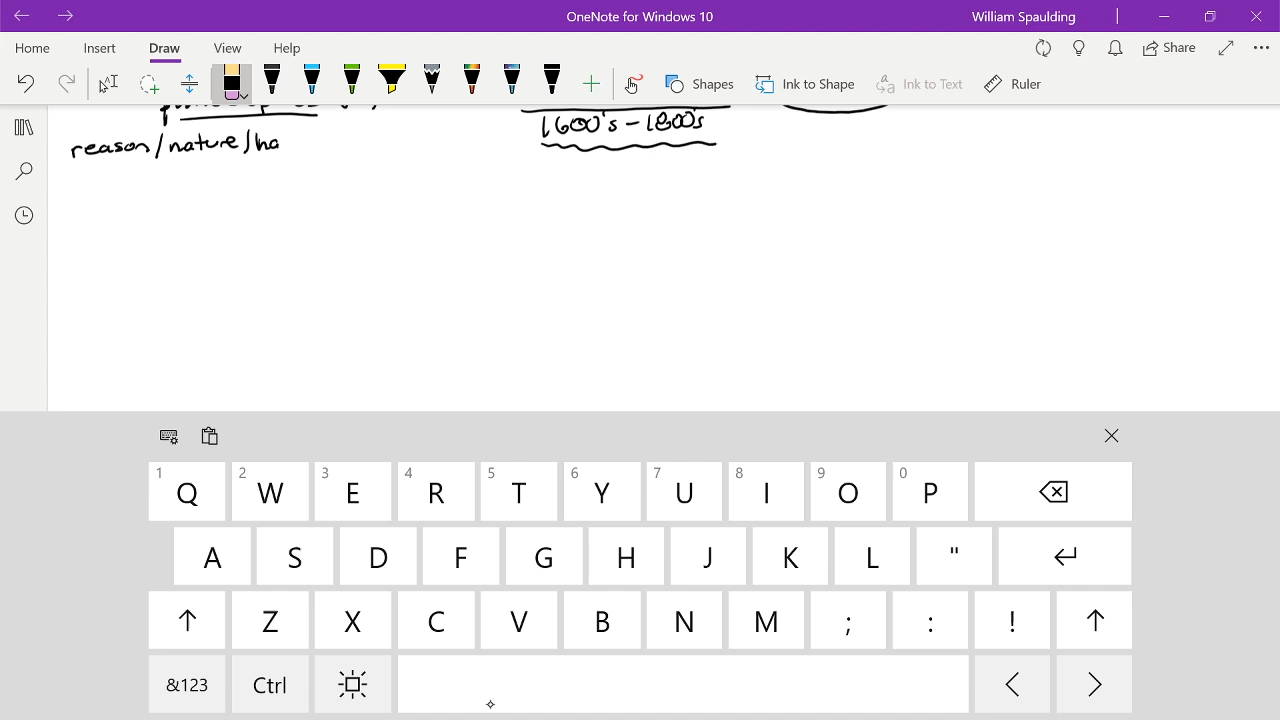 OneNote for Windows 10
William Spaulding
Home Insert Draw View Help
Share
Shapes
Ink to Shape
Ink to Text
Ruler
1600's - 1800's
reason/nature/ha
1 Q 2 W 3 E 4 R 5 T 6 Y 7 U 8 I 9 O 0 P
A S D F G H J K L "
Z X C V B N M ; : !
&123 Ctrl